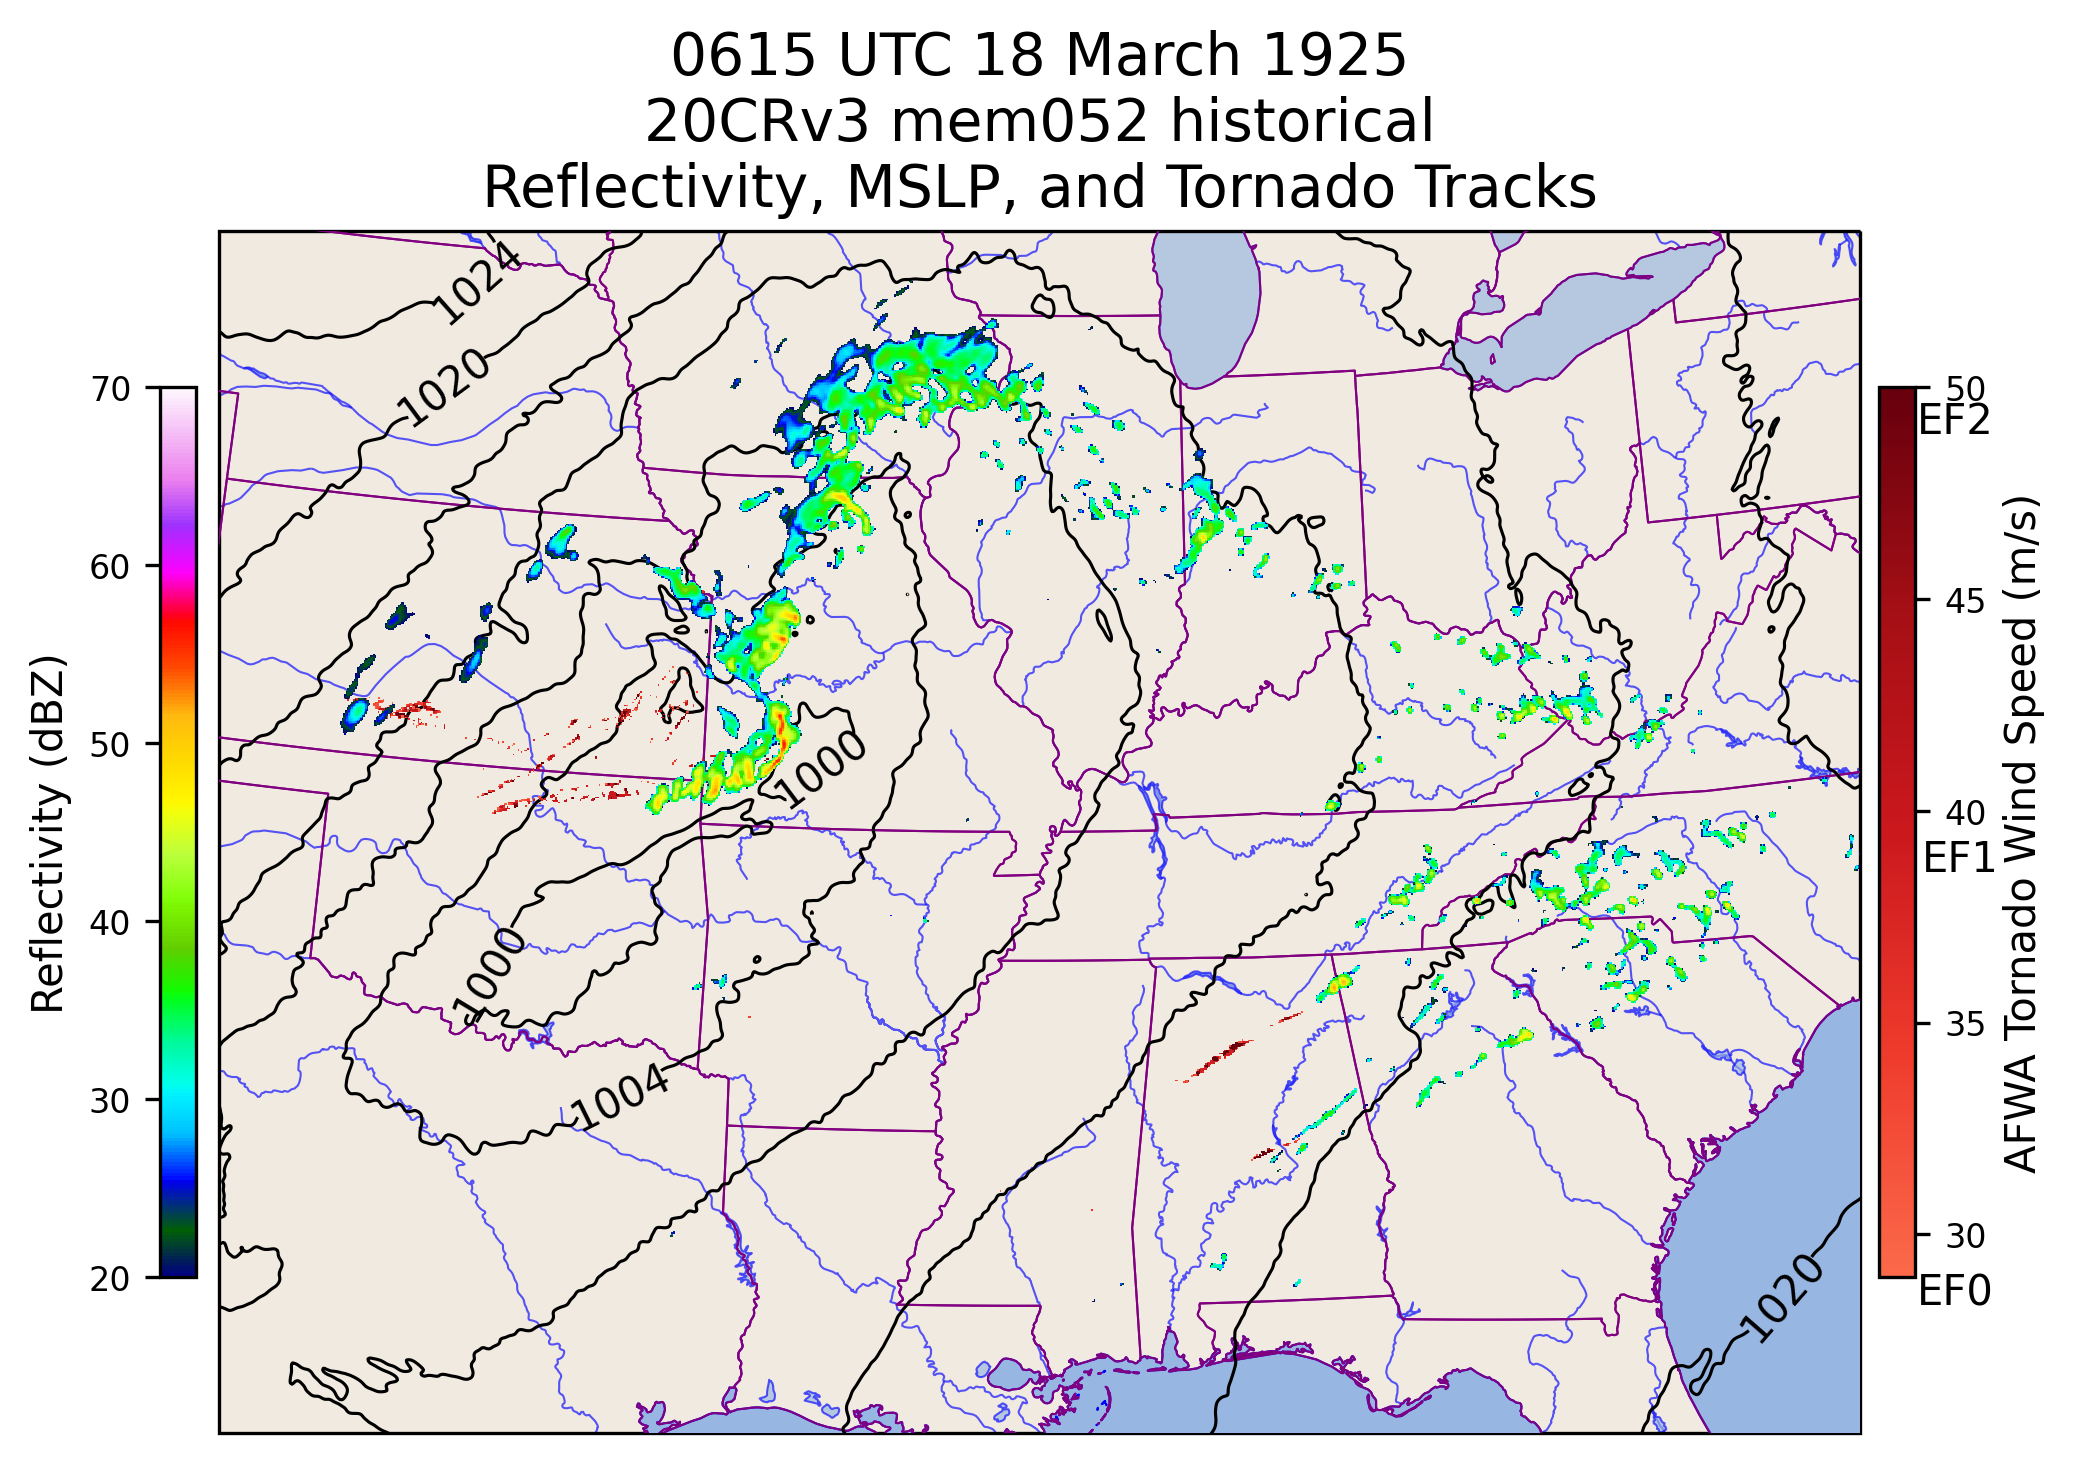 0615 UTC 18 March 1925
20CRv3 mem052 historical
Reflectivity, MSLP, and Tornado Tracks
1024
1020
1000
1000
1004
1020
Reflectivity (dBZ)
70
60
50
40
30
20
50
EF2
45
40
EF1
35
30
EF0
AFWA Tornado Wind Speed (m/s)